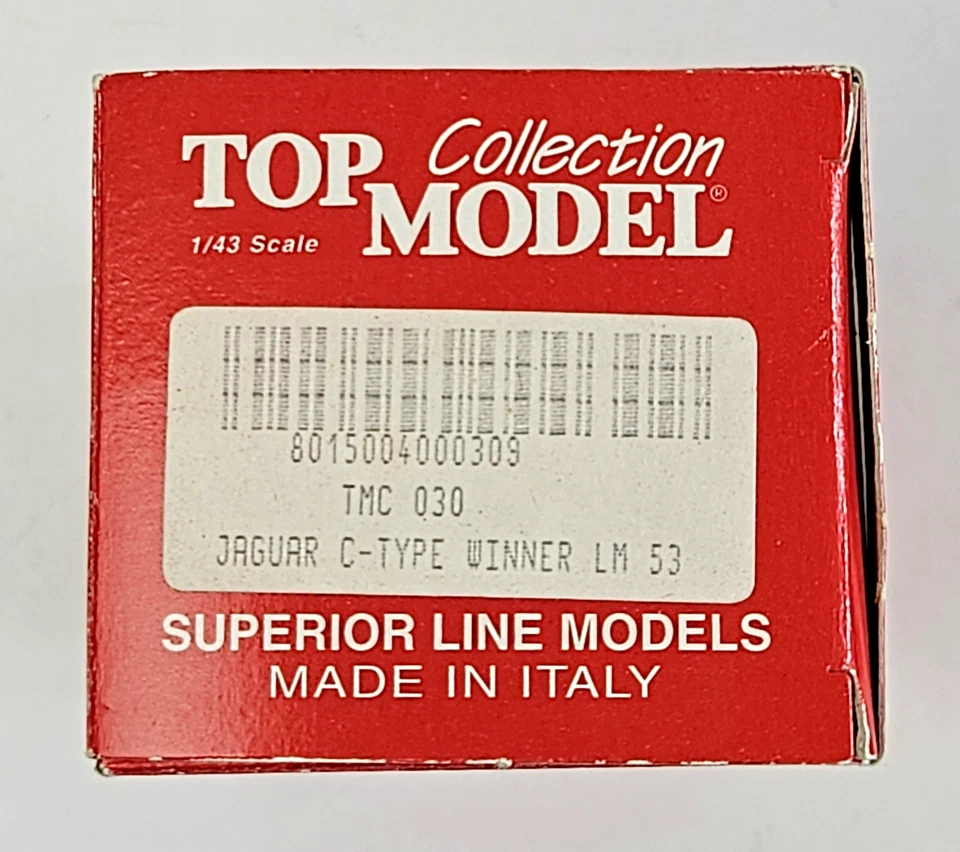 TOP Collection
MODEL®
1/43 Scale
8015004000309
TMC 030
JAGUAR C-TYPE WINNER LM 53
SUPERIOR LINE MODELS
MADE IN ITALY